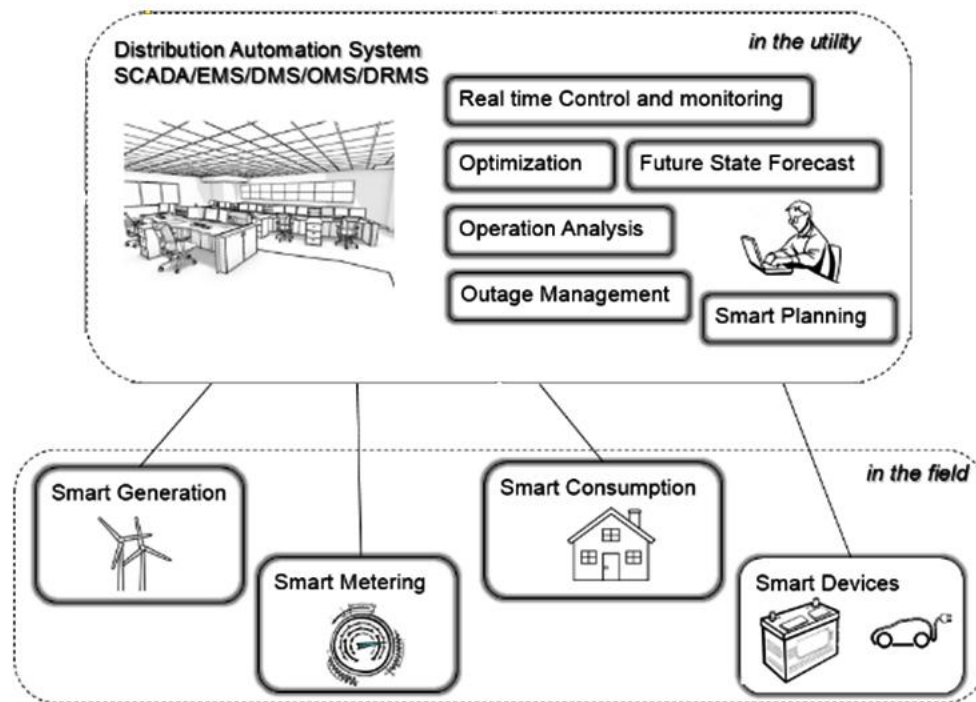 Distribution Automation System
SCADA/EMS/DMS/OMS/DRMS
in the utility
Real time Control and monitoring
Optimization
Future State Forecast
Operation Analysis
Outage Management
Smart Planning
in the field
Smart Generation
Smart Metering
Smart Consumption
Smart Devices